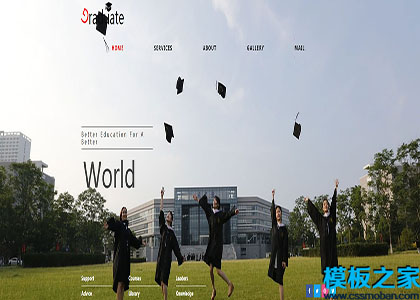 Graduate
HOME SERVICES ABOUT GALLERY MAIL
Better Education For A
Better
World
Support Courses Leaders
Advice Library Knowledge
模板之家
www.cssmoban.com